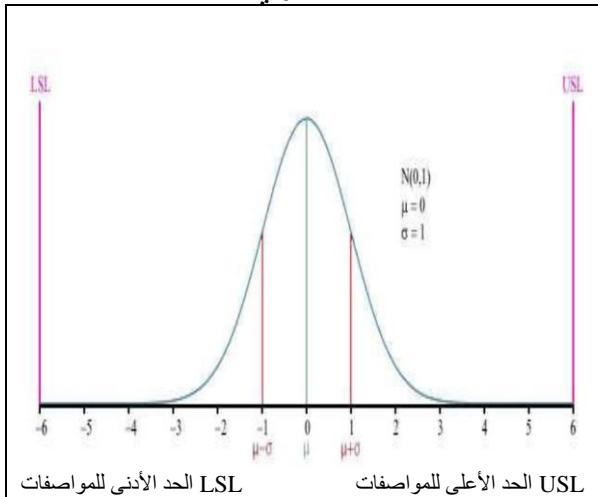 LSL USL
N(0,1)
μ = 0
σ = 1
-6 -5 -4 -3 -2 -1 0 1 2 3 4 5 6
μ-σ μ μ+σ
USL الحد الأعلى للمواصفات LSL الحد الأدنى للمواصفات